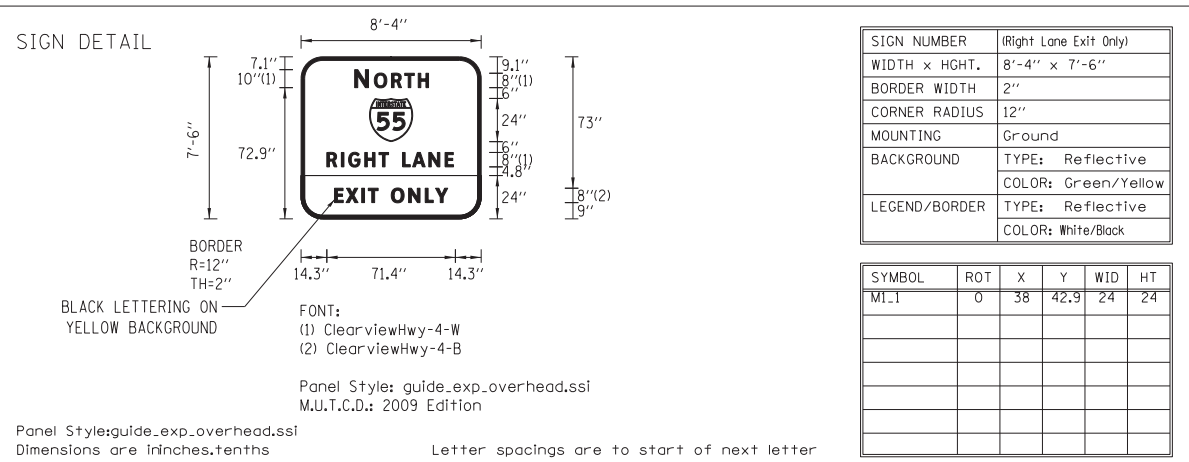 SIGN DETAIL
8'-4"
7.1"
10"(1)
72.9"
7'-6"
NORTH
INTERSTATE
55
RIGHT LANE
EXIT ONLY
9.1"
8"(1)
6"
24"
6"
8"(1)
4.8"
24"
73"
8"(2)
9"
14.3" 71.4" 14.3"
BORDER
R=12"
TH=2"
BLACK LETTERING ON
YELLOW BACKGROUND
FONT:
(1) ClearviewHwy-4-W
(2) ClearviewHwy-4-B
Panel Style: guide_exp_overhead.ssi
M.U.T.C.D.: 2009 Edition
Panel Style:guide_exp_overhead.ssi
Dimensions are ininches.tenths
Letter spacings are to start of next letter
SIGN NUMBER (Right Lane Exit Only)
WIDTH x HGHT. 8'-4" x 7'-6"
BORDER WIDTH 2"
CORNER RADIUS 12"
MOUNTING Ground
BACKGROUND TYPE: Reflective
COLOR: Green/Yellow
LEGEND/BORDER TYPE: Reflective
COLOR: White/Black
SYMBOL ROT X Y WID HT
M1_1 0 38 42.9 24 24